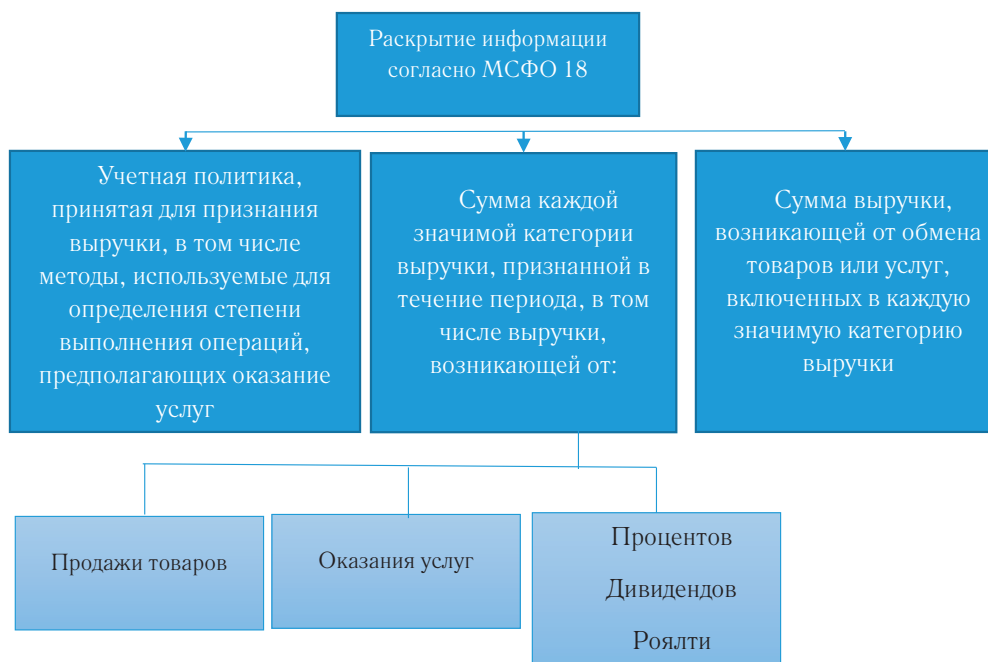 Раскрытие информации
согласно МСФО 18
Учетная политика,
принятая для признания
выручки, в том числе
методы, используемые для
определения степени
выполнения операций,
предполагающих оказание
услуг
Сумма каждой
значимой категории
выручки, признанной в
течение периода, в том
числе выручки,
возникающей от:
Сумма выручки,
возникающей от обмена
товаров или услуг,
включенных в каждую
значимую категорию
выручки
Продажи товаров
Оказания услуг
Процентов
Дивидендов
Роялти